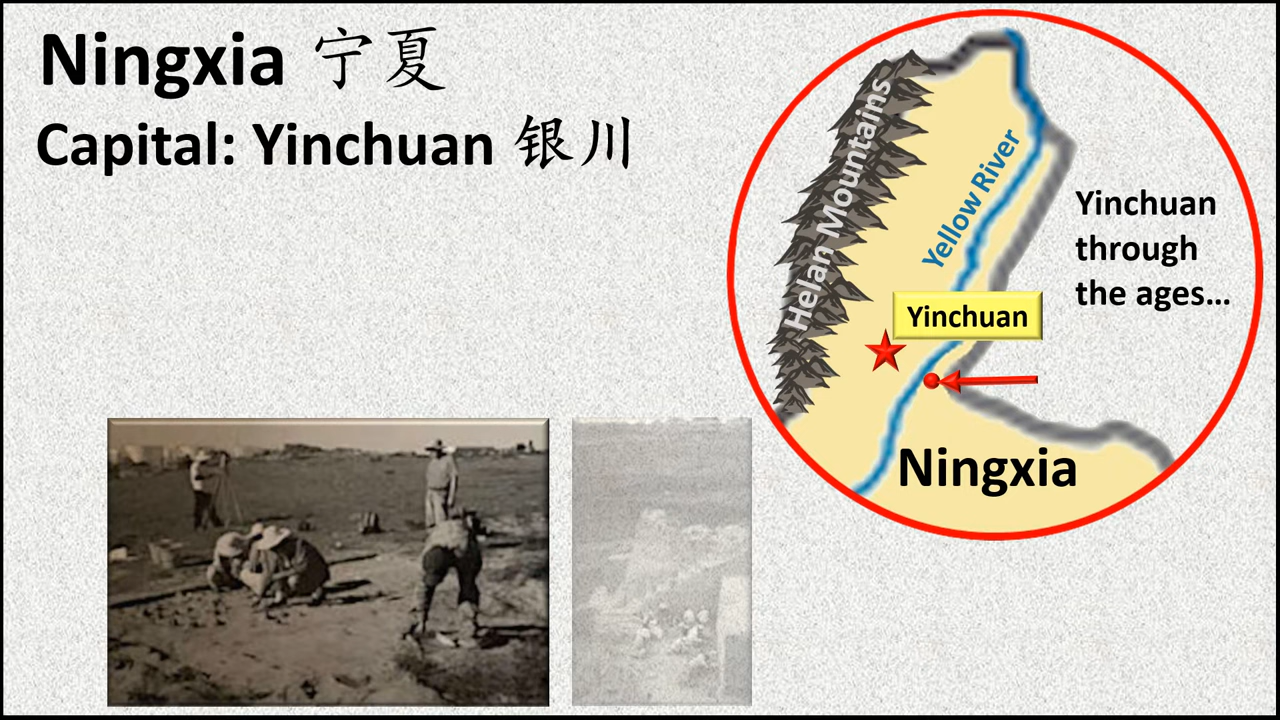 Ningxia 宁夏
Capital: Yinchuan 银川
Helan Mountains
Yellow River
Yinchuan
through
the ages...
Yinchuan
Ningxia